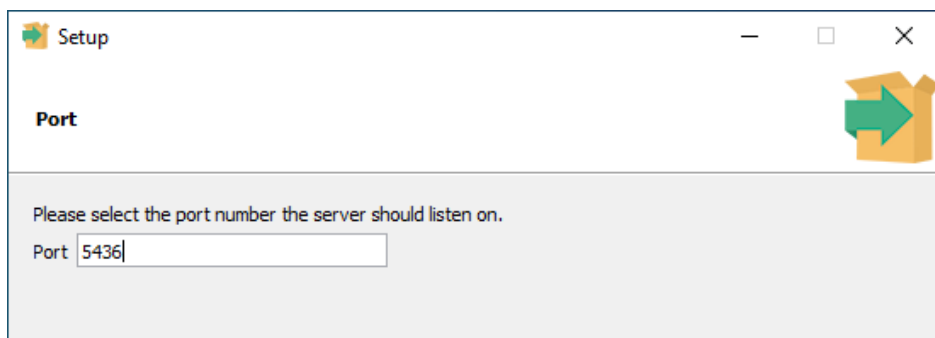 Setup
Port
Please select the port number the server should listen on.
Port 5436